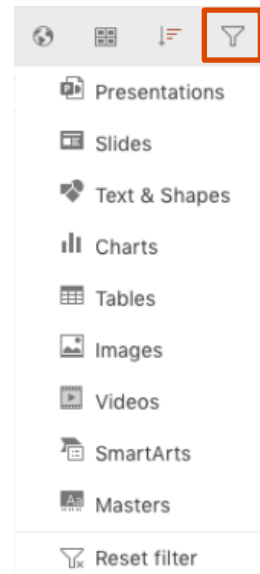 Presentations
Slides
Text & Shapes
Charts
Tables
Images
Videos
SmartArts
Masters
Reset filter